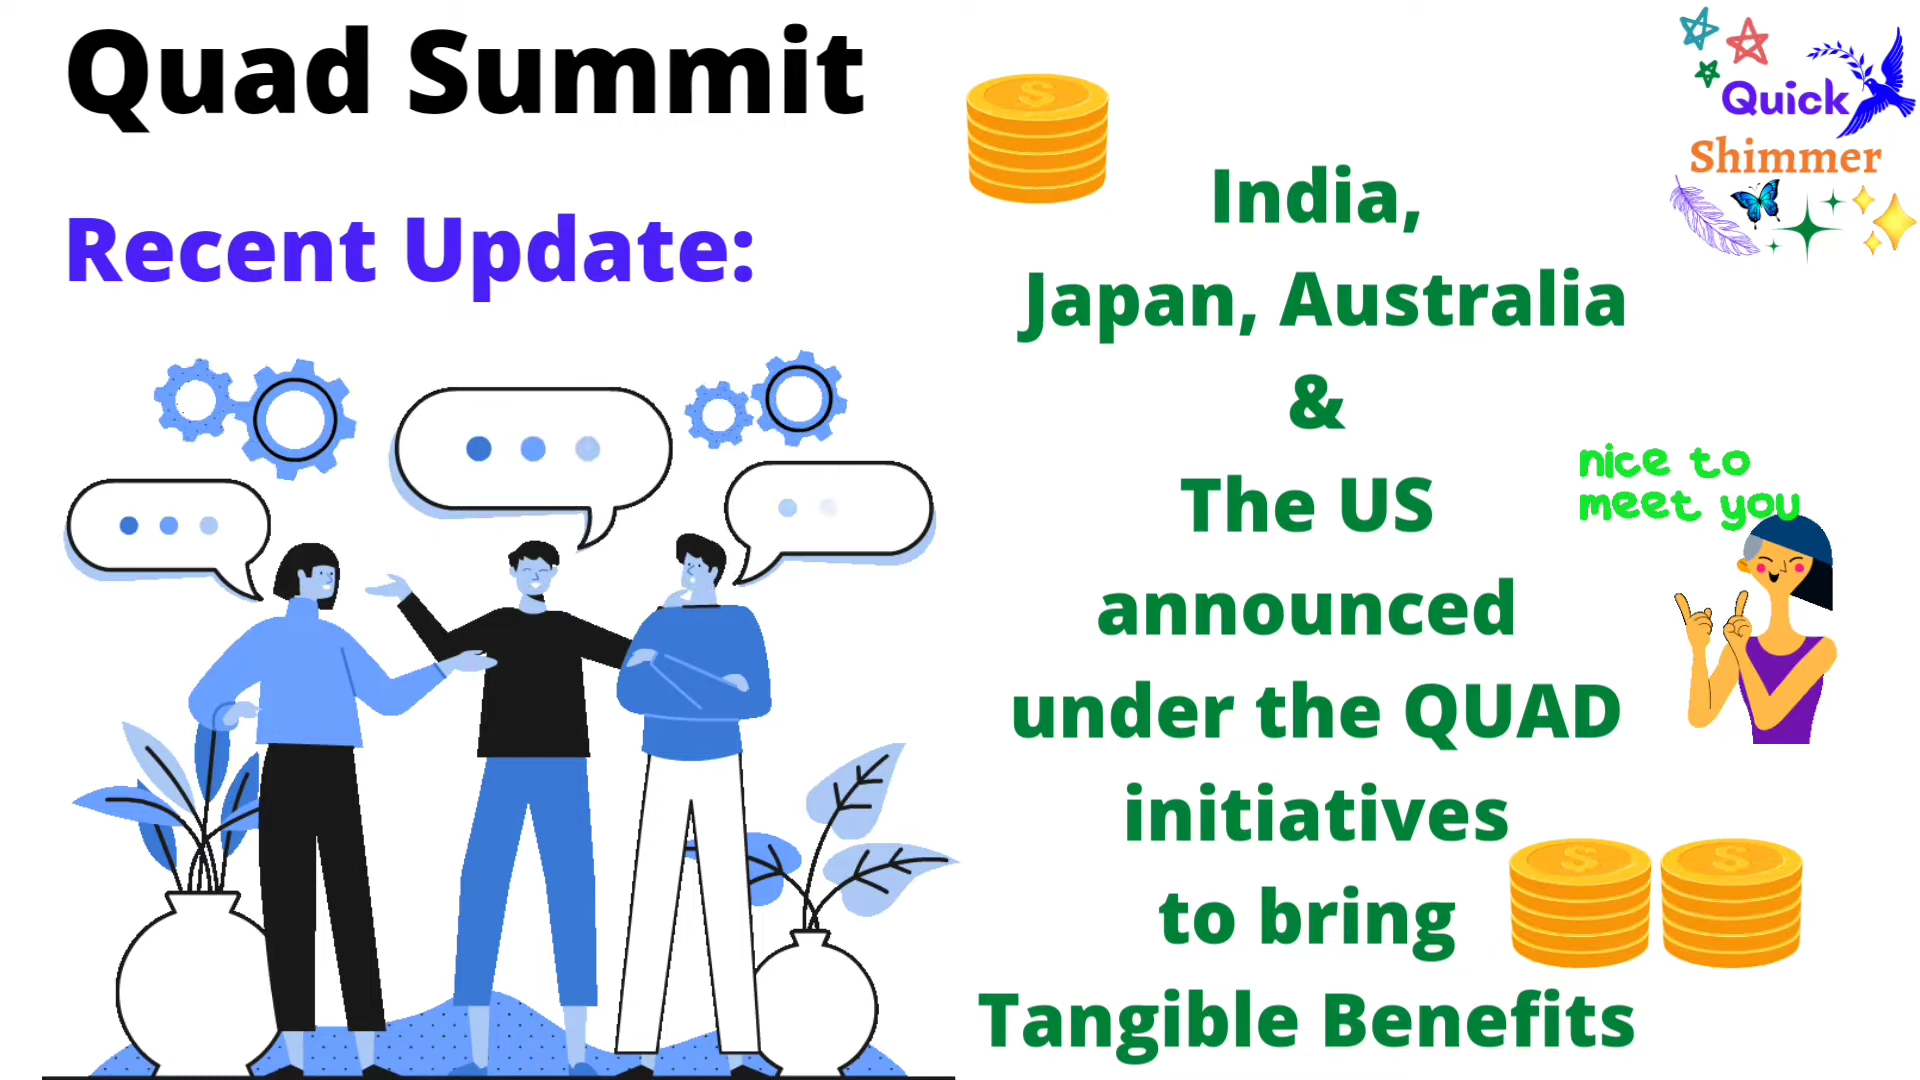 Quad Summit
Recent Update:
Quick
Shimmer
India,
Japan, Australia
&
The US
announced
under the QUAD
initiatives
to bring
Tangible Benefits
nice to
meet you